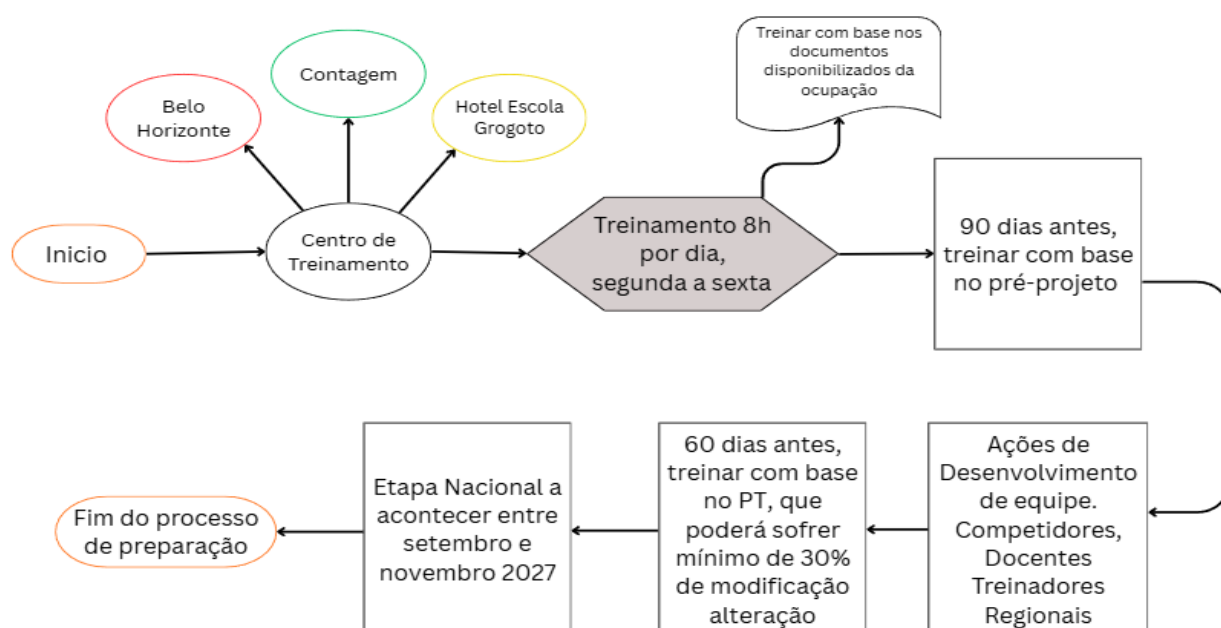 Treinar com base nos
documentos
disponibilizados da
ocupação
Contagem
Belo
Horizonte
Hotel Escola
Grogoto
Inicio
Centro de
Treinamento
Treinamento 8h
por dia,
segunda a sexta
90 dias antes,
treinar com base
no pré-projeto
Ações de
Desenvolvimento
de equipe.
Competidores,
Docentes
Treinadores
Regionais
60 dias antes,
treinar com base
no PT, que
poderá sofrer
mínimo de 30%
de modificação
alteração
Etapa Nacional a
acontecer entre
setembro e
novembro 2027
Fim do processo
de preparação